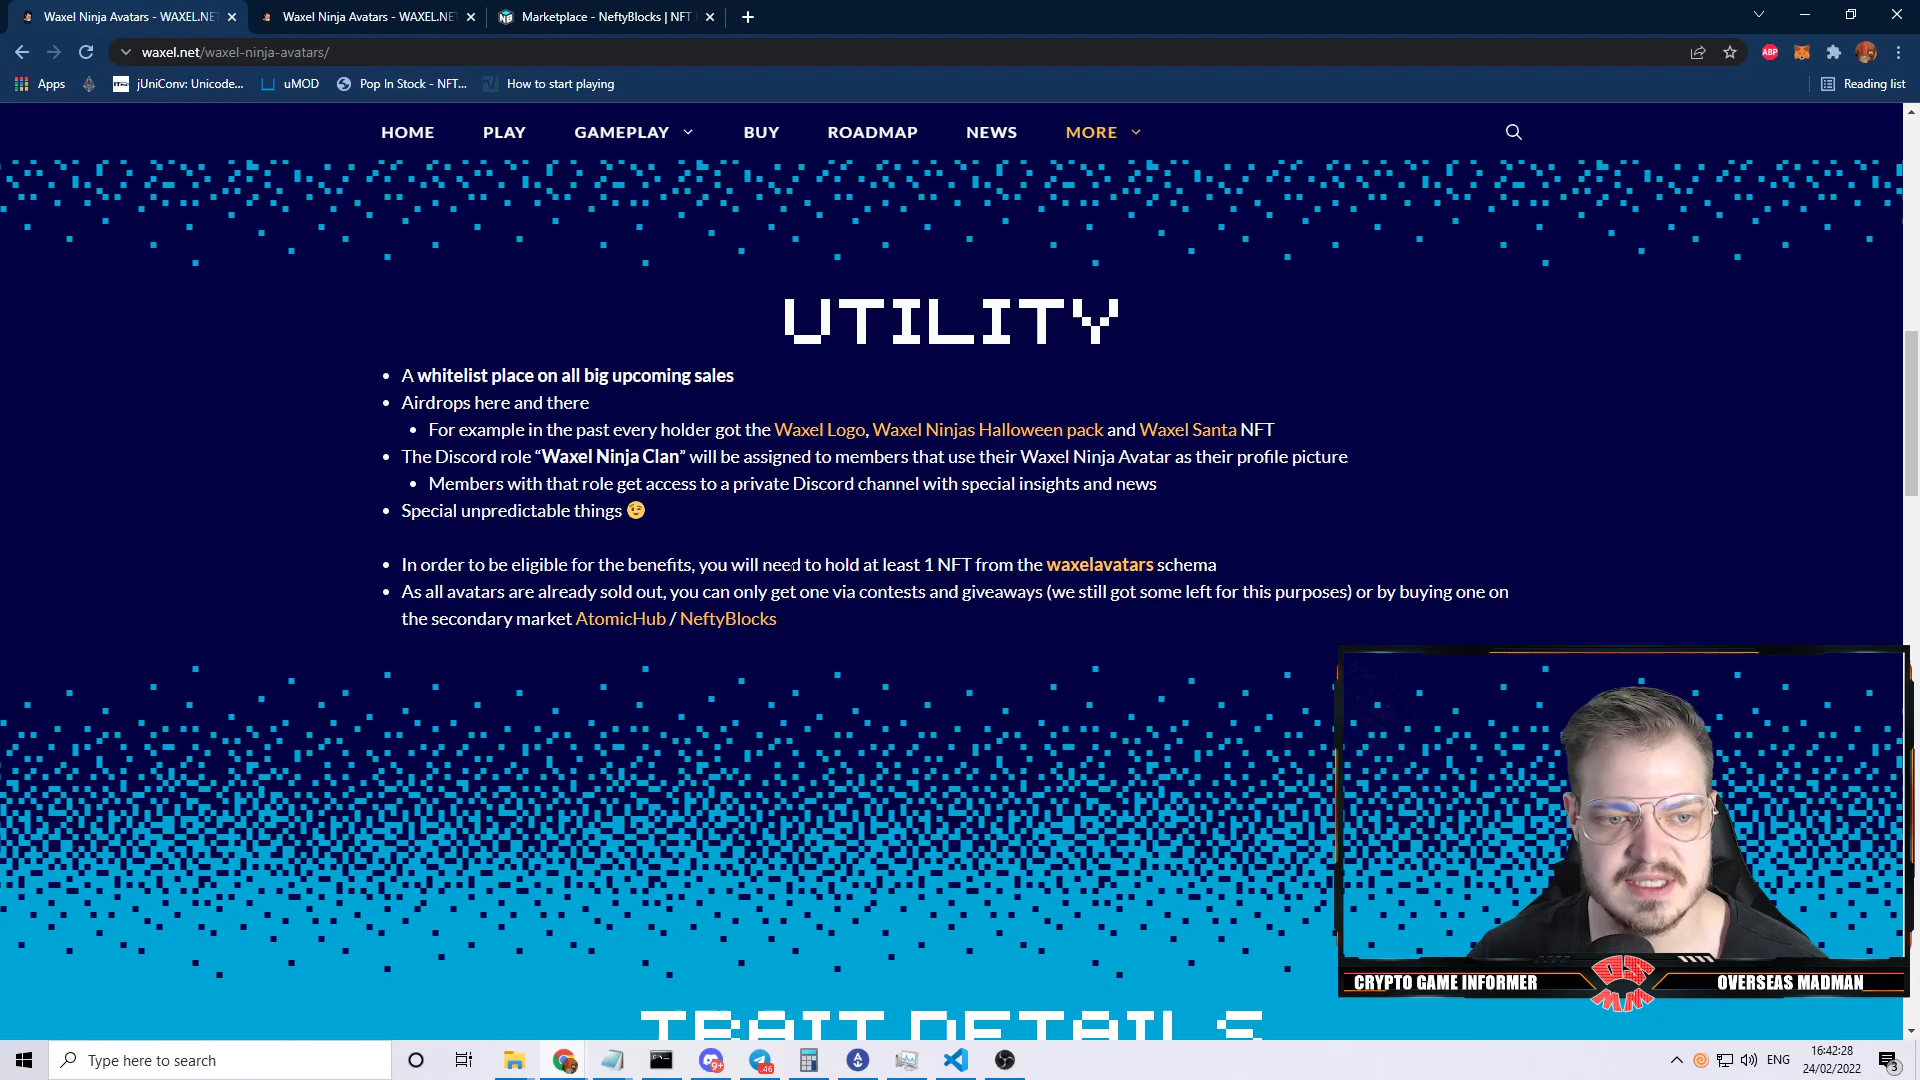 Waxel Ninja Avatars - WAXEL.NET
Waxel Ninja Avatars - WAXEL.NET
Marketplace - NeftyBlocks | NFT
waxel.net/waxel-ninja-avatars/
ABP
Apps
jUniConv: Unicode...
uMOD
Pop In Stock - NFT...
How to start playing
Reading list
HOME
PLAY
GAMEPLAY
BUY
ROADMAP
NEWS
MORE
UTILITY
• A whitelist place on all big upcoming sales
• Airdrops here and there
• For example in the past every holder got the Waxel Logo, Waxel Ninjas Halloween pack and Waxel Santa NFT
• The Discord role “Waxel Ninja Clan” will be assigned to members that use their Waxel Ninja Avatar as their profile picture
• Members with that role get access to a private Discord channel with special insights and news
• Special unpredictable things 😉
• In order to be eligible for the benefits, you will need to hold at least 1 NFT from the waxelavatars schema
• As all avatars are already sold out, you can only get one via contests and giveaways (we still got some left for this purposes) or by buying one on
the secondary market AtomicHub / NeftyBlocks
TRAIT DETAILS
CRYPTO GAME INFORMER
OVERSEAS MADMAN
Type here to search
9+
.46
ENG
16:42:28
24/02/2022
3